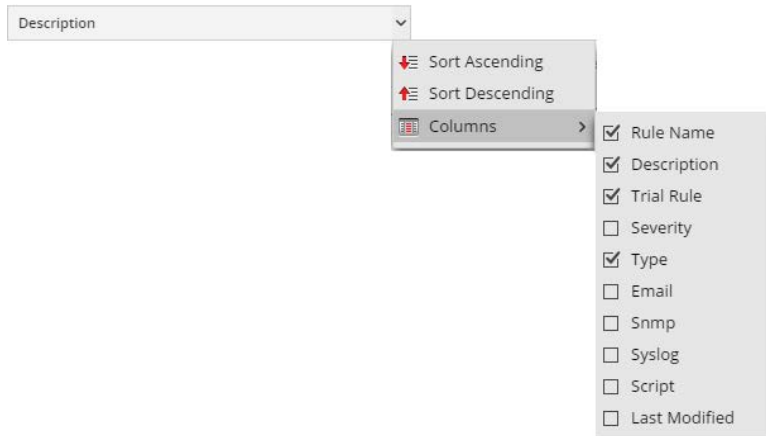 Description
Sort Ascending
Sort Descending
Columns
Rule Name
Description
Trial Rule
Severity
Type
Email
Snmp
Syslog
Script
Last Modified